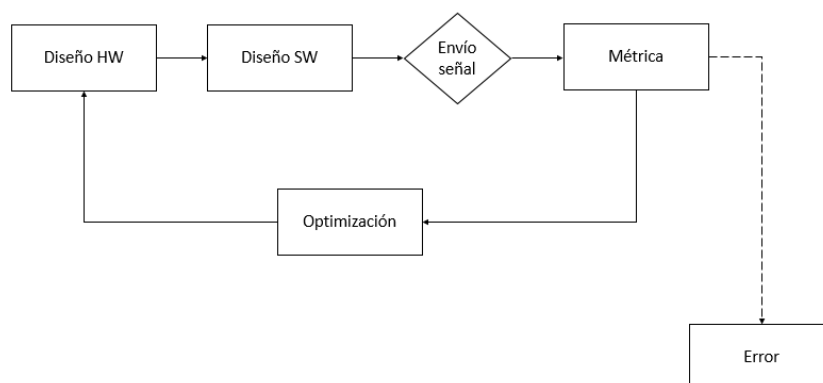 Diseño HW
Diseño SW
Envío
señal
Métrica
Optimización
Error